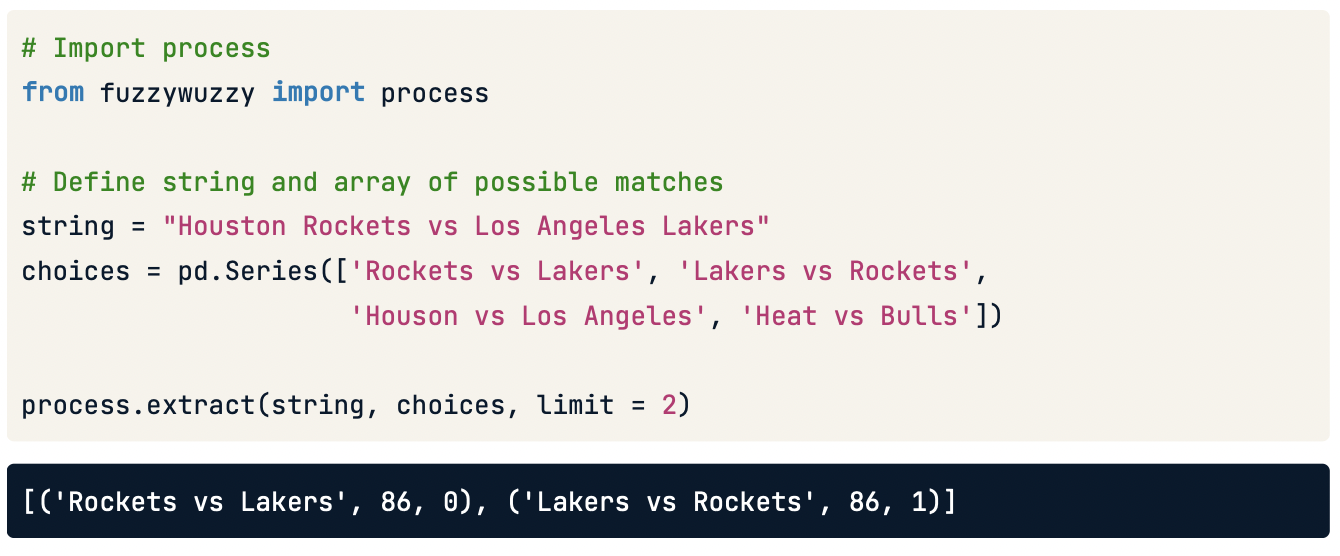 # Import process
from fuzzywuzzy import process
# Define string and array of possible matches
string = "Houston Rockets vs Los Angeles Lakers"
choices = pd.Series(['Rockets vs Lakers', 'Lakers vs Rockets',
'Houson vs Los Angeles', 'Heat vs Bulls'])
process.extract(string, choices, limit = 2)
[('Rockets vs Lakers', 86, 0), ('Lakers vs Rockets', 86, 1)]